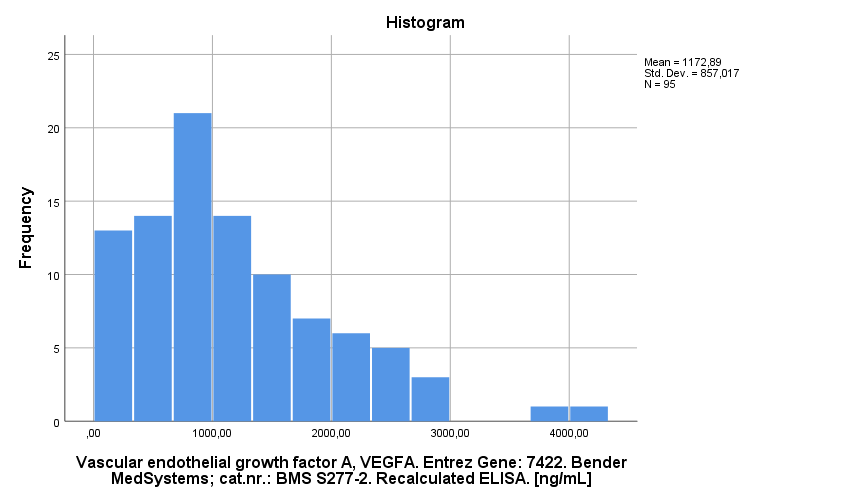 Histogram
Mean = 1172,89
Std. Dev. = 857,017
N = 95
Frequency
25
20
15
10
5
0
,00
1000,00
2000,00
3000,00
4000,00
Vascular endothelial growth factor A, VEGFA. Entrez Gene: 7422. Bender
MedSystems; cat.nr.: BMS S277-2. Recalculated ELISA. [ng/mL]